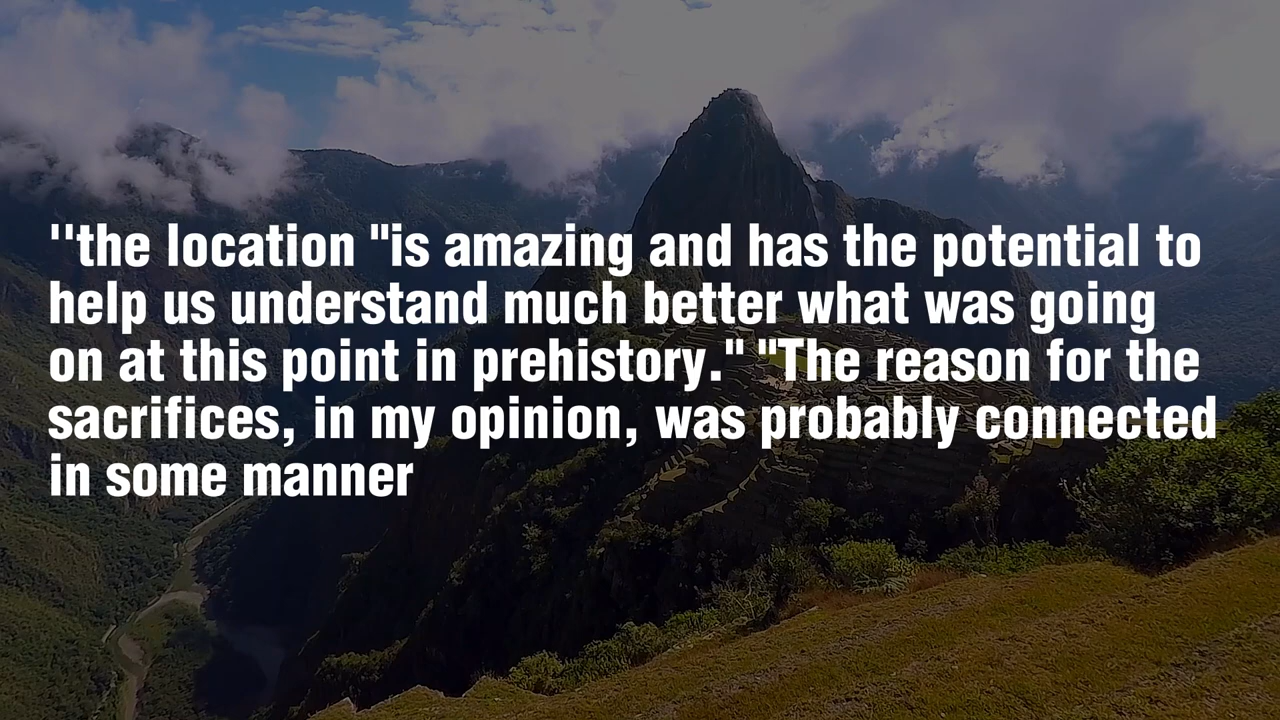 ''the location "is amazing and has the potential to
help us understand much better what was going
on at this point in prehistory." "The reason for the
sacrifices, in my opinion, was probably connected
in some manner